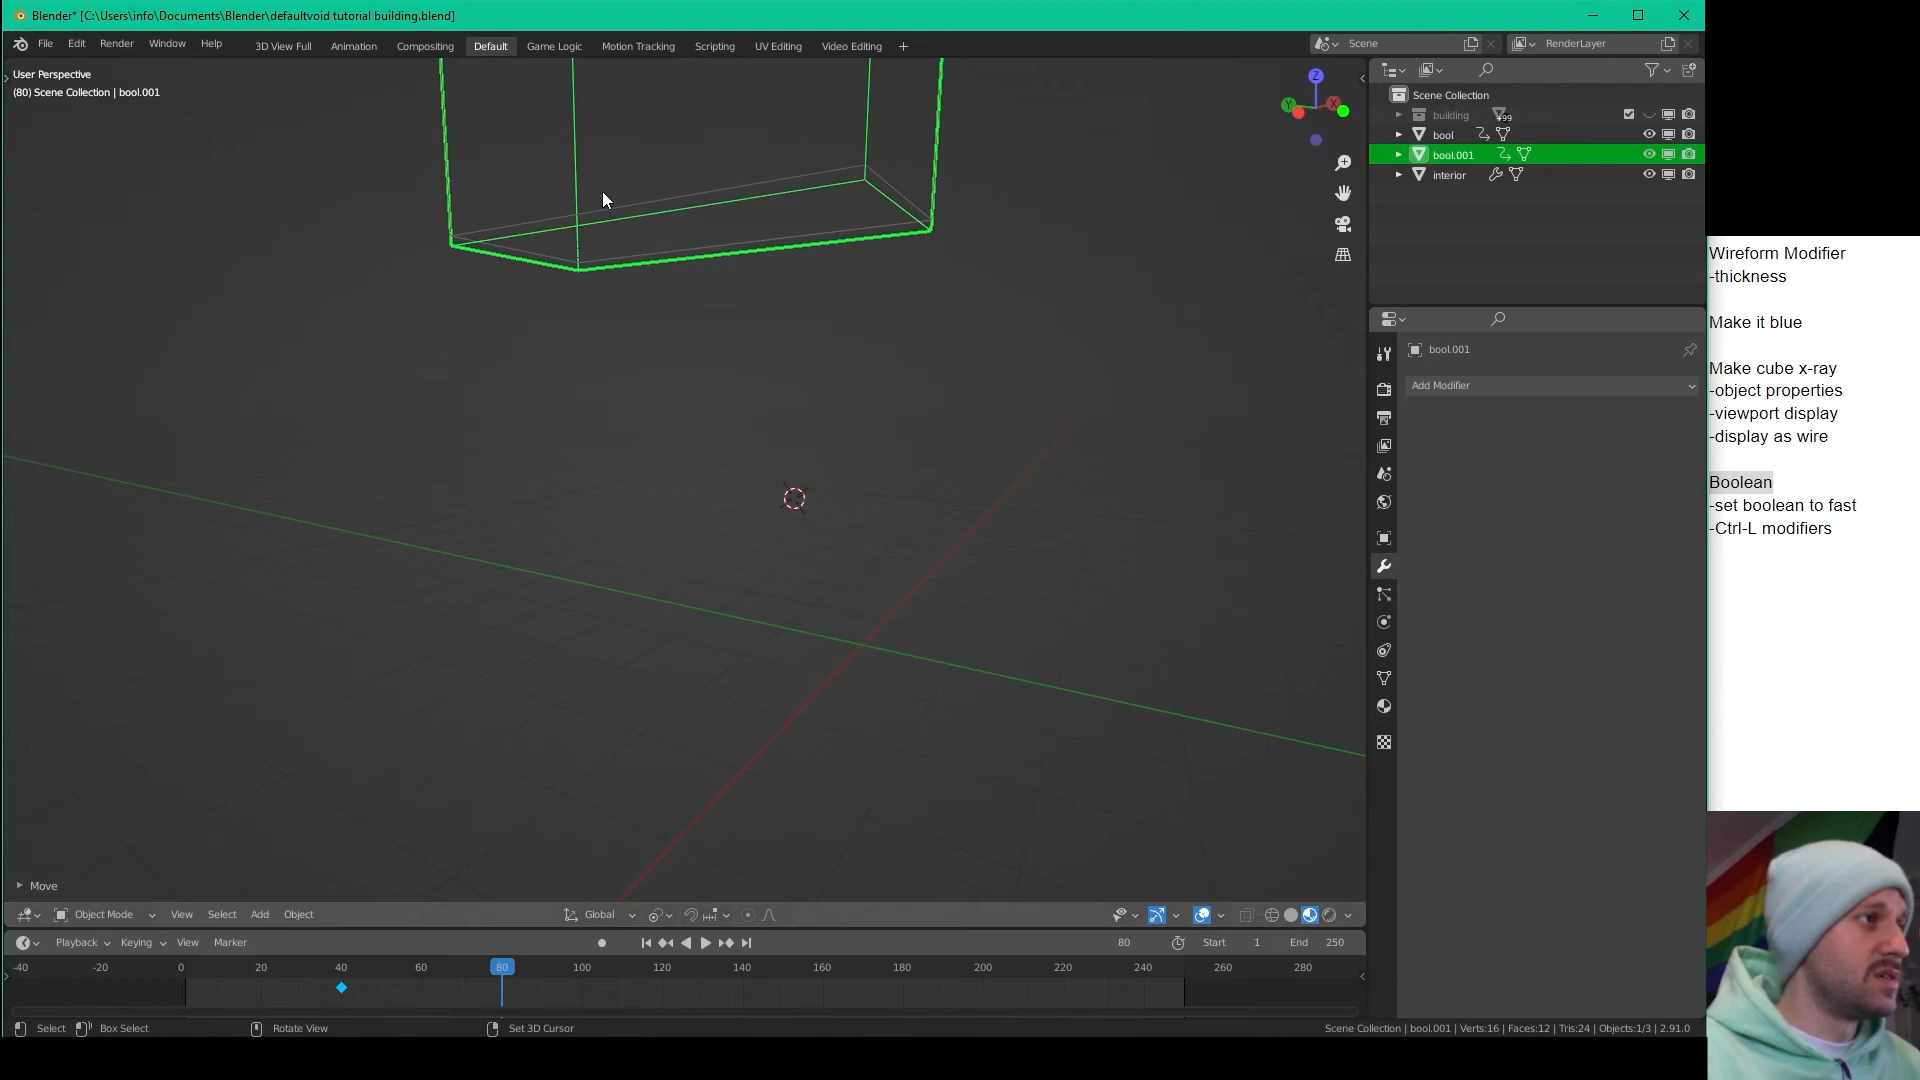 Blender* [C:\Users\info\Documents\Blender\defaultvoid tutorial building.blend]
File Edit Render Window Help
3D View Full Animation Compositing Default Game Logic Motion Tracking Scripting UV Editing Video Editing +
Scene
RenderLayer
User Perspective
(80) Scene Collection | bool.001
Z
Y
X
Scene Collection
building +99
bool
bool.001
interior
bool.001
Add Modifier
Wireform Modifier
-thickness
Make it blue
Make cube x-ray
-object properties
-viewport display
-display as wire
Boolean
-set boolean to fast
-Ctrl-L modifiers
Move
Object Mode View Select Add Object
Global
Playback Keying View Marker
80 Start 1 End 250
-40 -20 0 20 40 60 80 100 120 140 160 180 200 220 240 260 280
Select Box Select Rotate View Set 3D Cursor
Scene Collection | bool.001 | Verts:16 | Faces:12 | Tris:24 | Objects:1/3 | 2.91.0